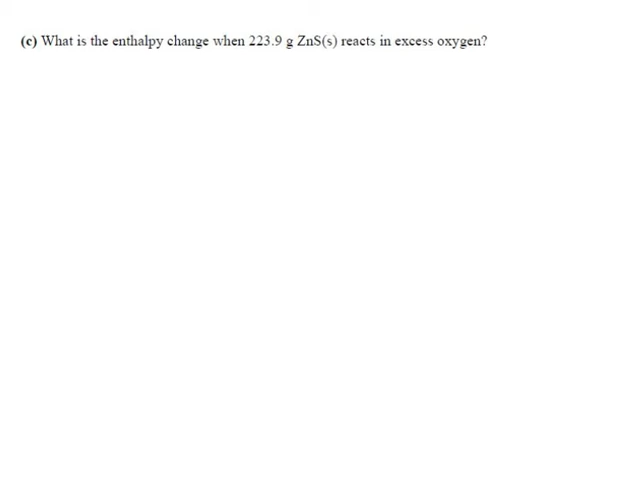 (c) What is the enthalpy change when 223.9 g ZnS(s) reacts in excess oxygen?